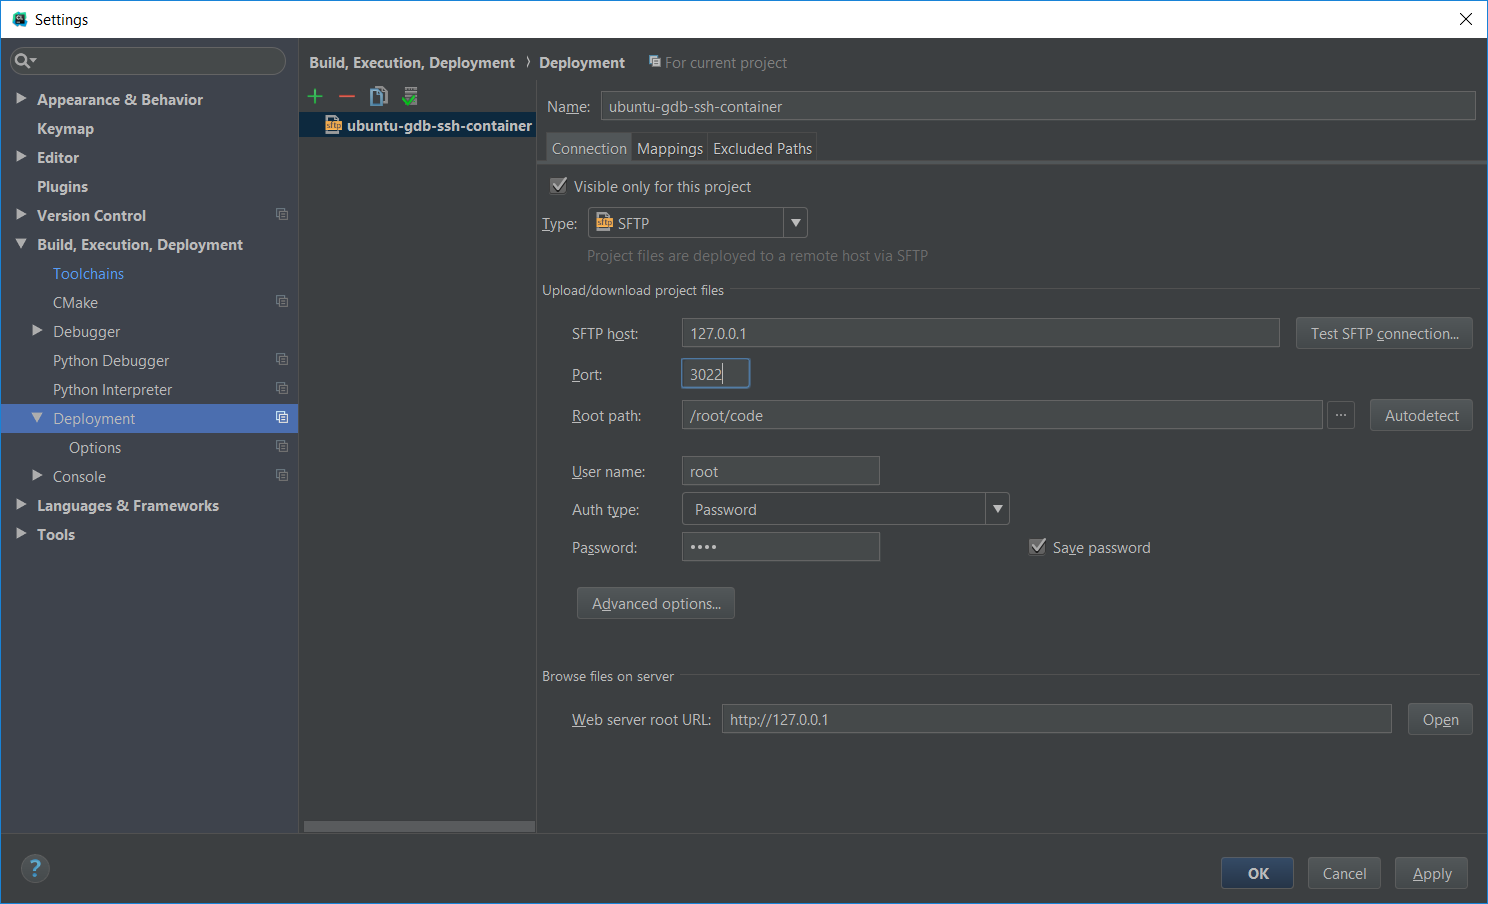 Settings
Build, Execution, Deployment › Deployment For current project
Appearance & Behavior
Keymap
Editor
Plugins
Version Control
Build, Execution, Deployment
Toolchains
CMake
Debugger
Python Debugger
Python Interpreter
Deployment
Options
Console
Languages & Frameworks
Tools
sftp ubuntu-gdb-ssh-container
Name: ubuntu-gdb-ssh-container
Connection Mappings Excluded Paths
Visible only for this project
Type: sftp SFTP
Project files are deployed to a remote host via SFTP
Upload/download project files
SFTP host: 127.0.0.1 Test SFTP connection...
Port: 3022
Root path: /root/code ... Autodetect
User name: root
Auth type: Password
Password: •••• Save password
Advanced options...
Browse files on server
Web server root URL: http://127.0.0.1 Open
? OK Cancel Apply